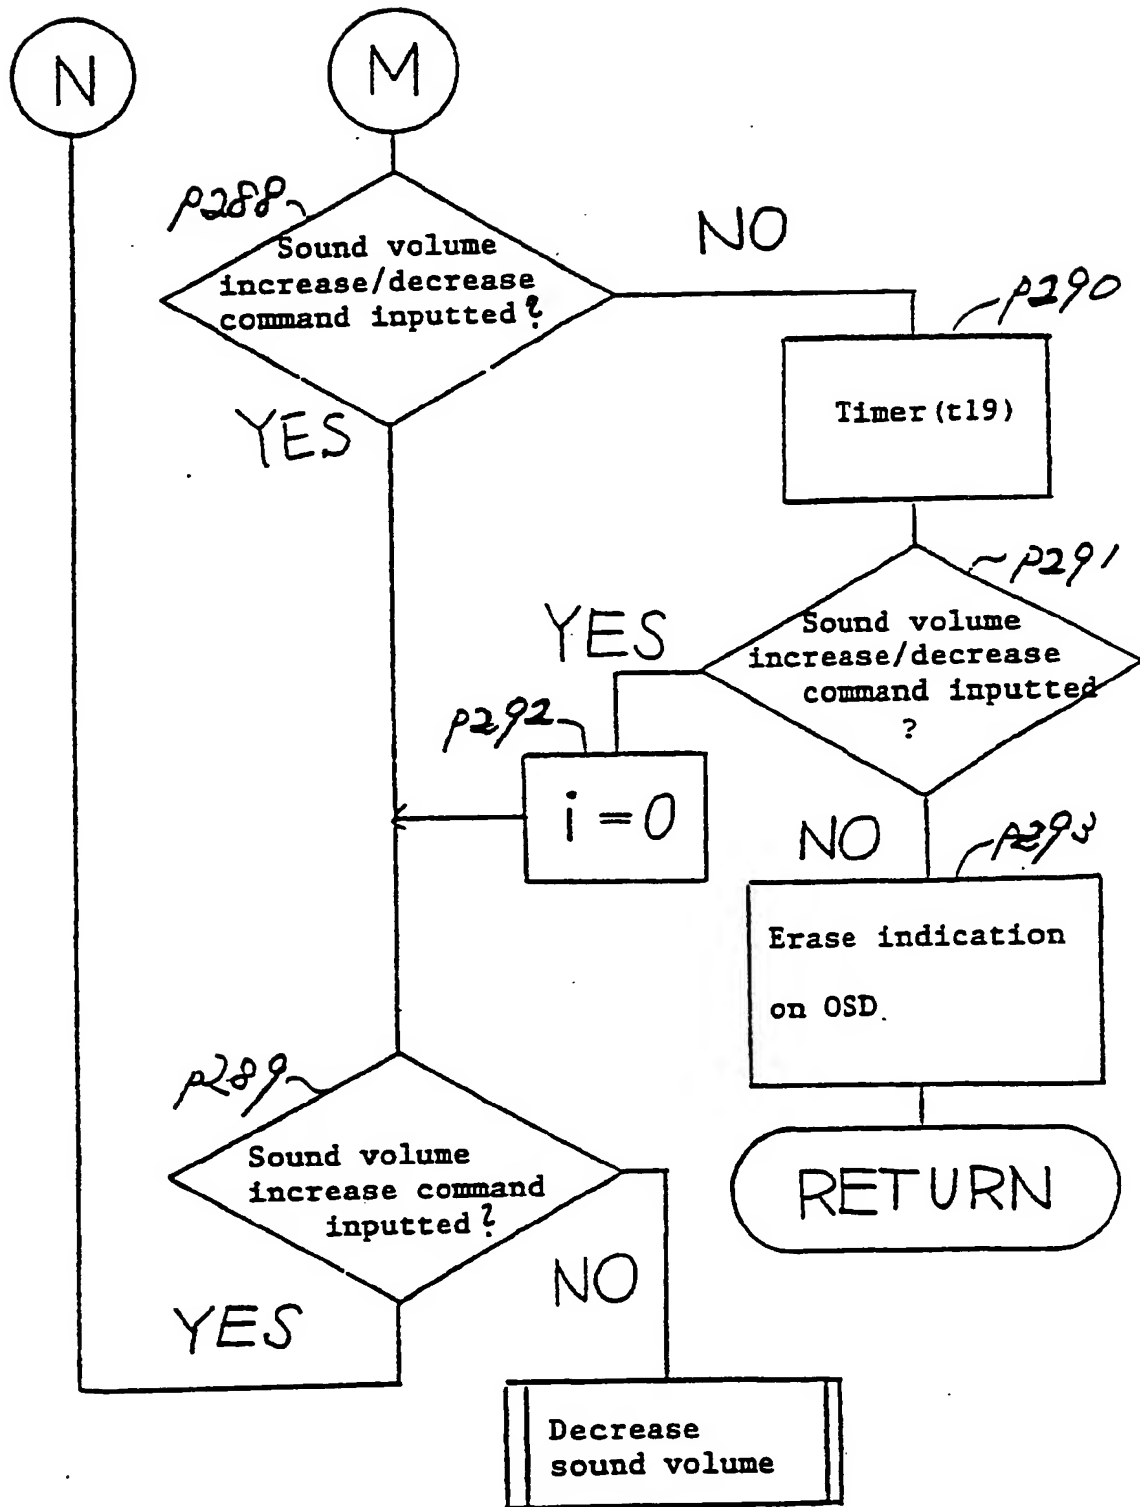 N
M
p288
Sound volume
increase/decrease
command inputted?
NO
p290
Timer(t19)
YES
p291
Sound volume
increase/decrease
command inputted
?
YES
p292
i = 0
NO
p293
Erase indication
on OSD.
p289
Sound volume
increase command
inputted?
RETURN
NO
YES
Decrease
sound volume